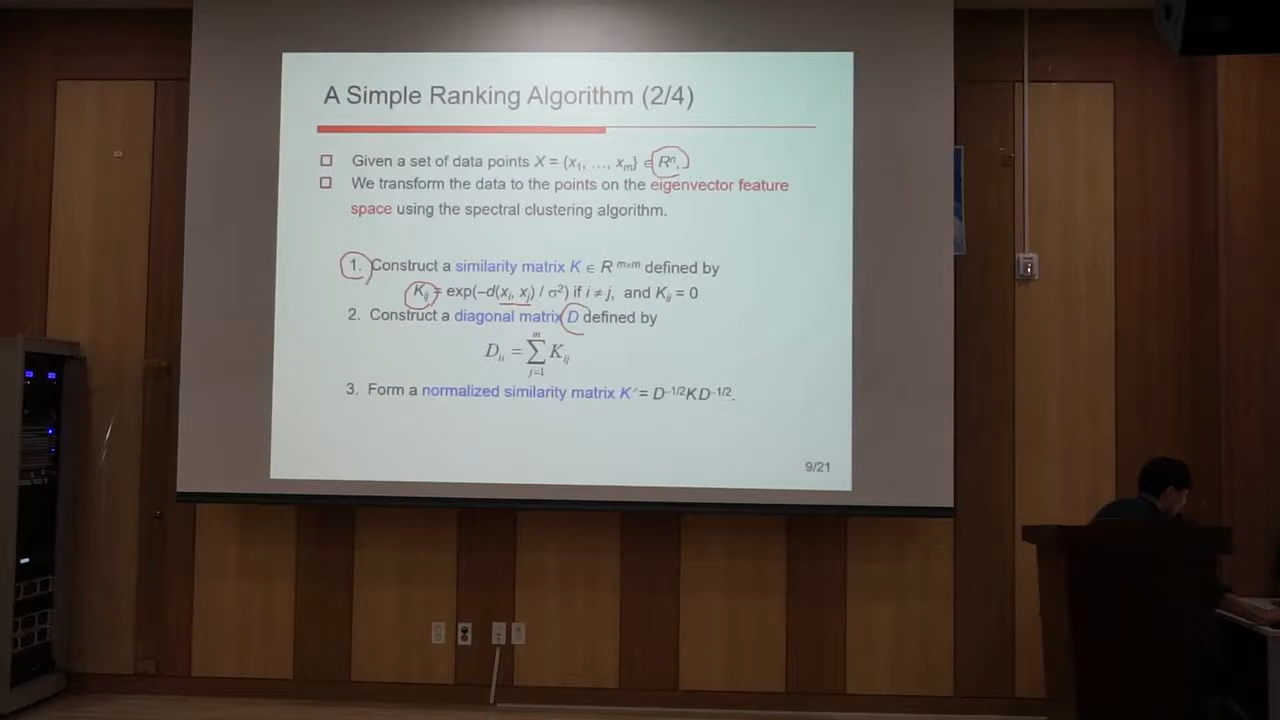 A Simple Ranking Algorithm (2/4)
Given a set of data points X = {x1, …, xm} ∈ Rⁿ,
We transform the data to the points on the eigenvector feature
space using the spectral clustering algorithm.
1. Construct a similarity matrix K ∈ R m×m defined by
Kij = exp(−d(xi, xj) / σ²) if i ≠ j, and Kii = 0
2. Construct a diagonal matrix D defined by
Dii = ∑(j=1 to m) Kij
3. Form a normalized similarity matrix K′ = D-1/2KD-1/2.
9/21